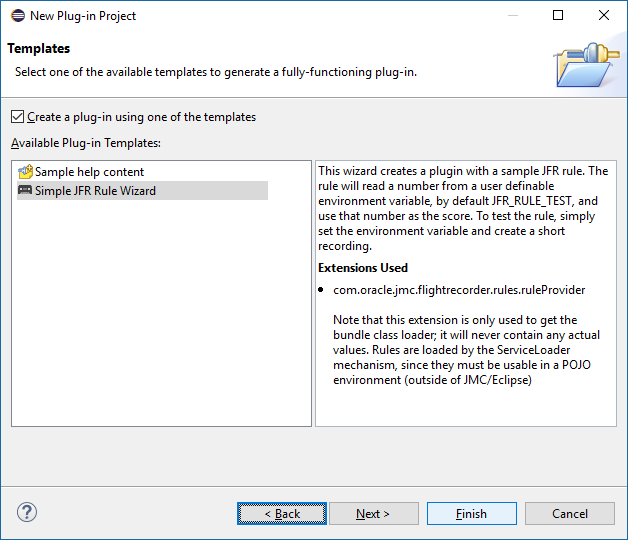 New Plug-in Project
Templates
Select one of the available templates to generate a fully-functioning plug-in.
Create a plug-in using one of the templates
Available Plug-in Templates:
Sample help content
Simple JFR Rule Wizard
This wizard creates a plugin with a sample JFR rule. The
rule will read a number from a user definable
environment variable, by default JFR_RULE_TEST, and
use that number as the score. To test the rule, simply
set the environment variable and create a short
recording.
Extensions Used
com.oracle.jmc.flightrecorder.rules.ruleProvider
Note that this extension is only used to get the
bundle class loader; it will never contain any actual
values. Rules are loaded by the ServiceLoader
mechanism, since they must be usable in a POJO
environment (outside of JMC/Eclipse)
?
< Back
Next >
Finish
Cancel